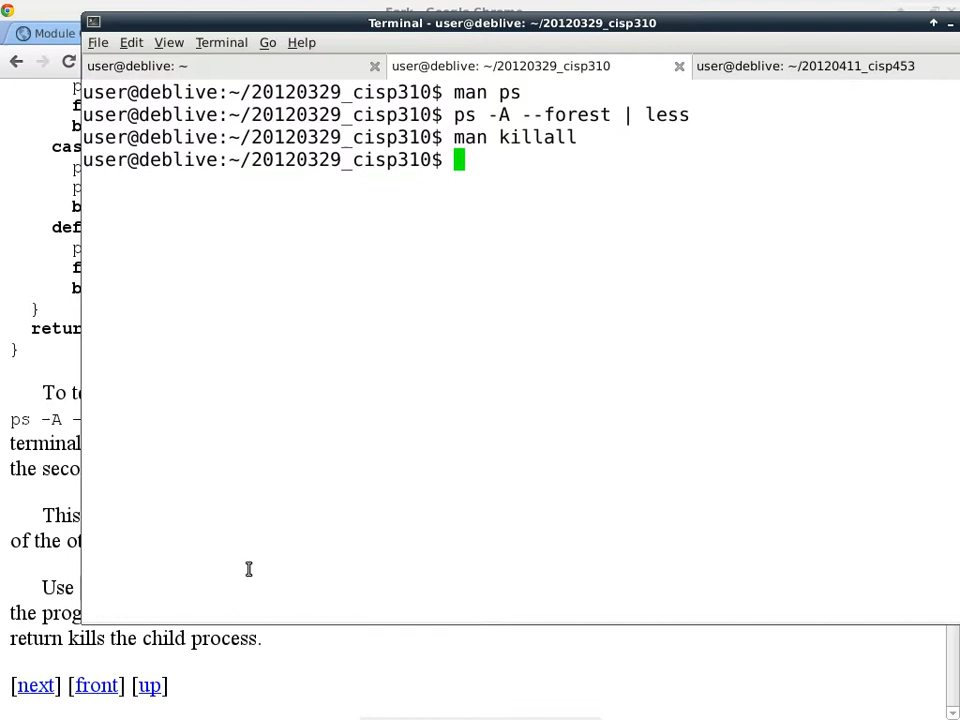 Terminal - user@deblive: ~/20120329_cisp310
Module
File Edit View Terminal Go Help
user@deblive: ~ user@deblive: ~/20120329_cisp310 user@deblive: ~/20120411_cisp453
user@deblive:~/20120329_cisp310$ man ps
user@deblive:~/20120329_cisp310$ ps -A --forest | less
user@deblive:~/20120329_cisp310$ man killall
user@deblive:~/20120329_cisp310$
p
f
b
cas
p
p
b
def
p
f
b
}
retur
}
To te
ps -A -
terminal
the seco
This
of the ot
Use
the prog
return kills the child process.
[next] [front] [up]